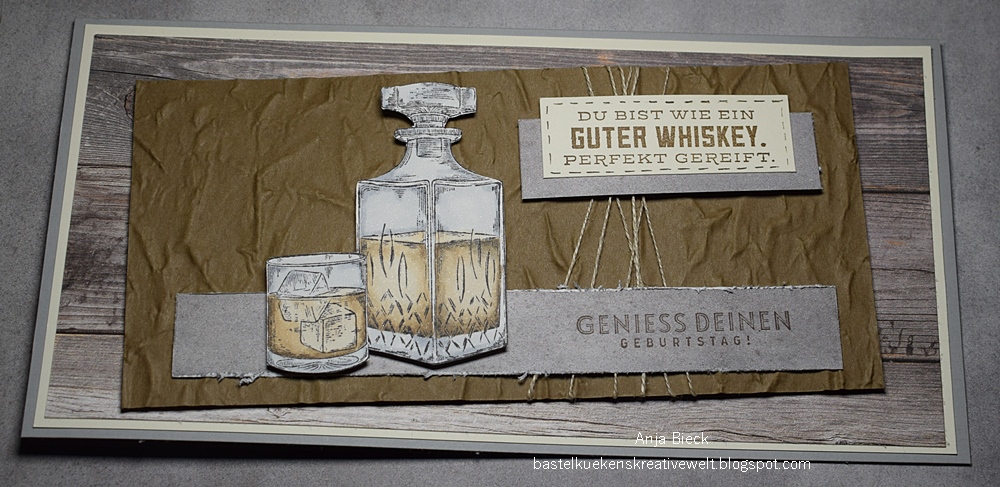 DU BIST WIE EIN
GUTER WHISKEY.
PERFEKT GEREIFT.
GENIESS DEINEN
GEBURTSTAG!
Anja Bieck
bastelkuekenskreativewelt.blogspot.com